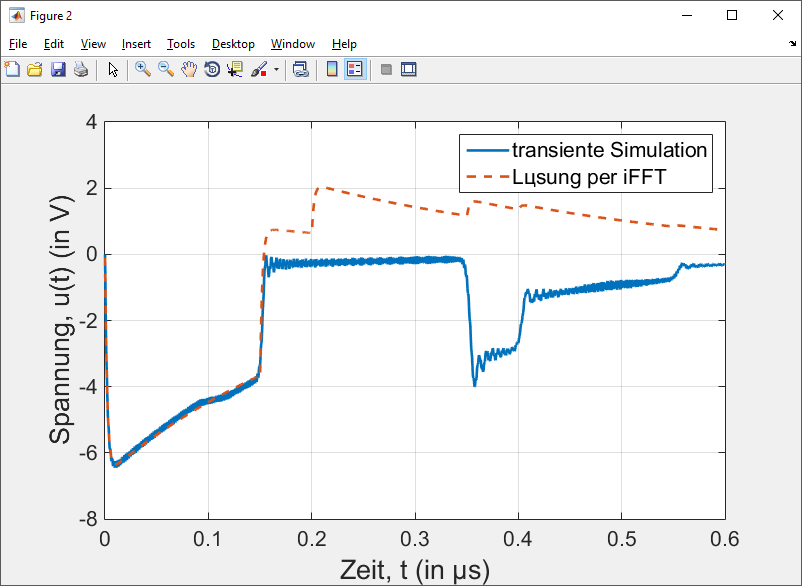 Figure 2
File Edit View Insert Tools Desktop Window Help
4
2
0
-2
-4
-6
-8
Spannung, u(t) (in V)
transiente Simulation
Lцsung per iFFT
0 0.1 0.2 0.3 0.4 0.5 0.6
Zeit, t (in µs)